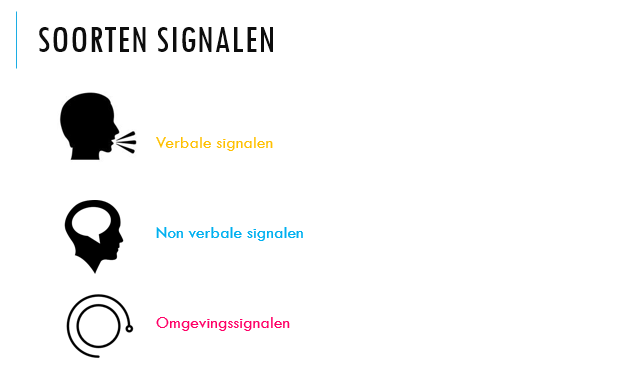 SOORTEN SIGNALEN
Verbale signalen
Non verbale signalen
Omgevingssignalen